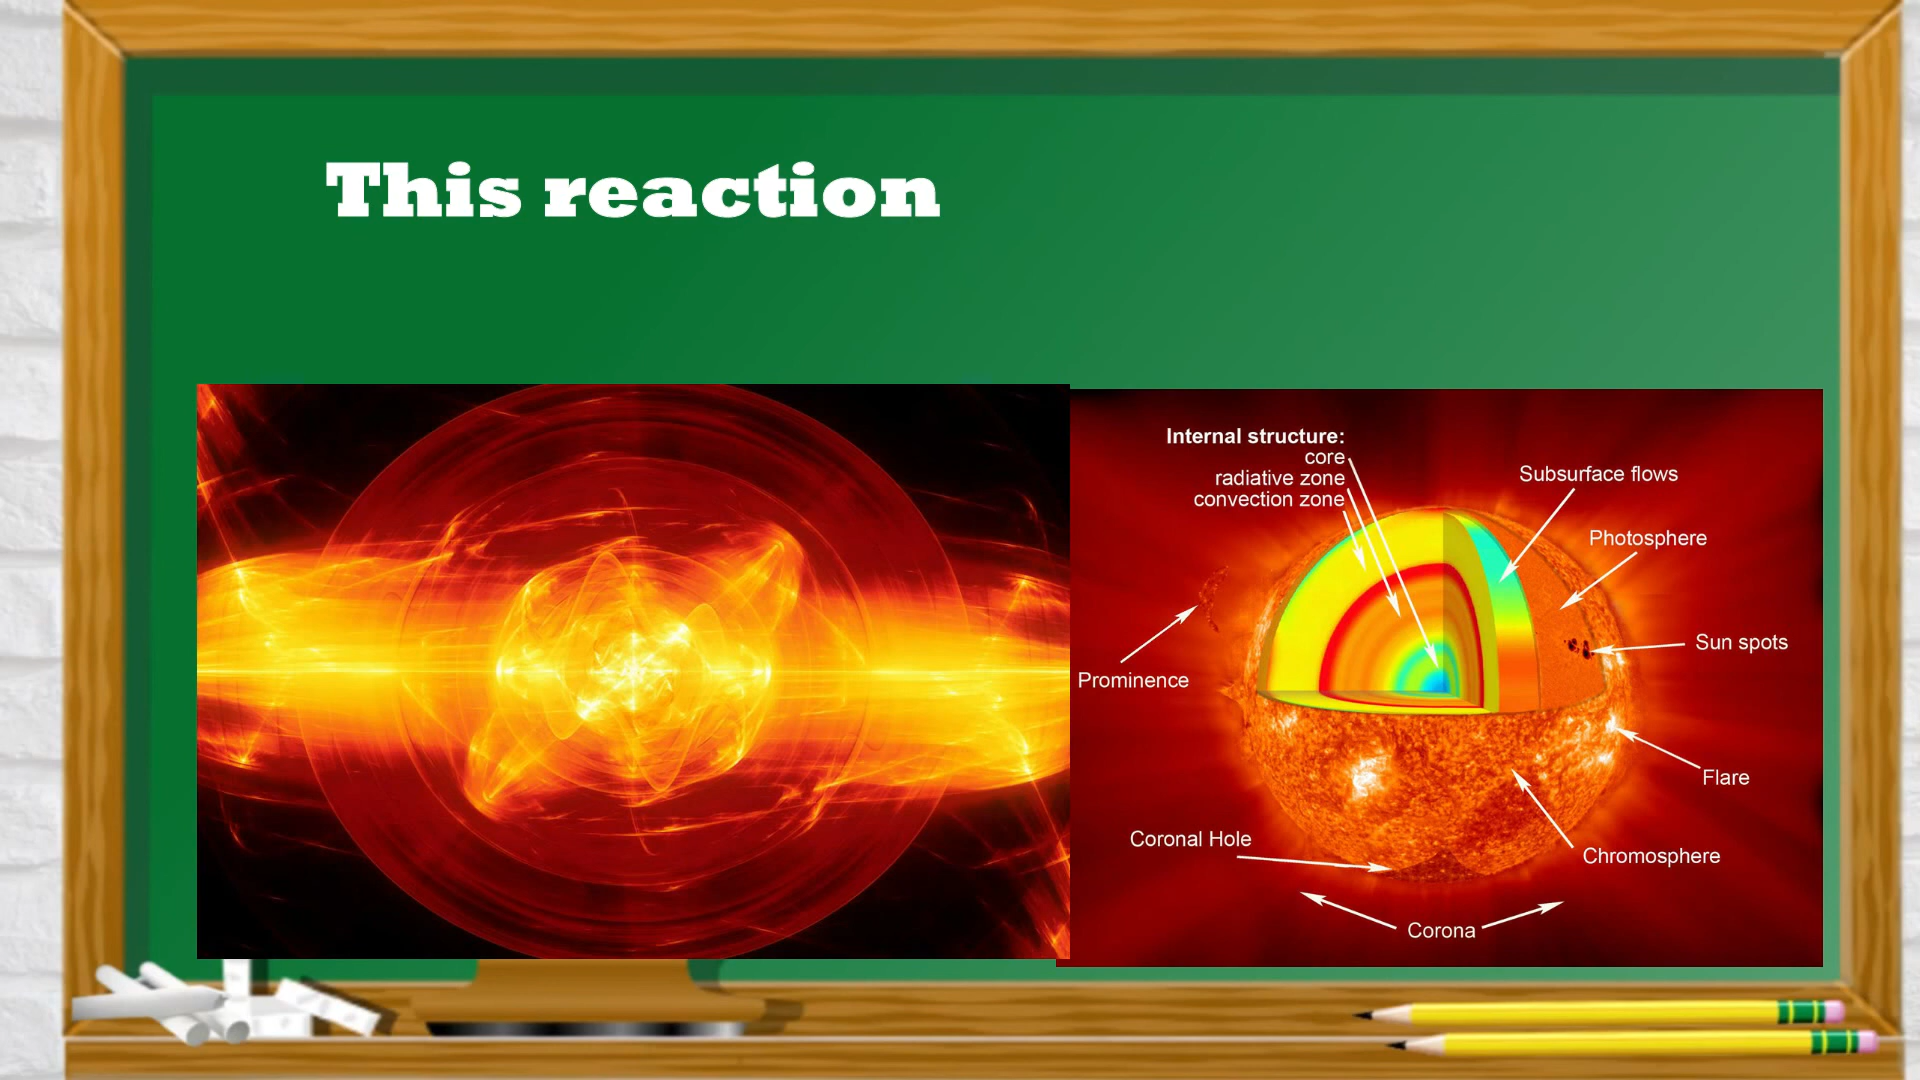 This reaction
Internal structure:
core
radiative zone
convection zone
Subsurface flows
Photosphere
Sun spots
Prominence
Flare
Coronal Hole
Chromosphere
Corona